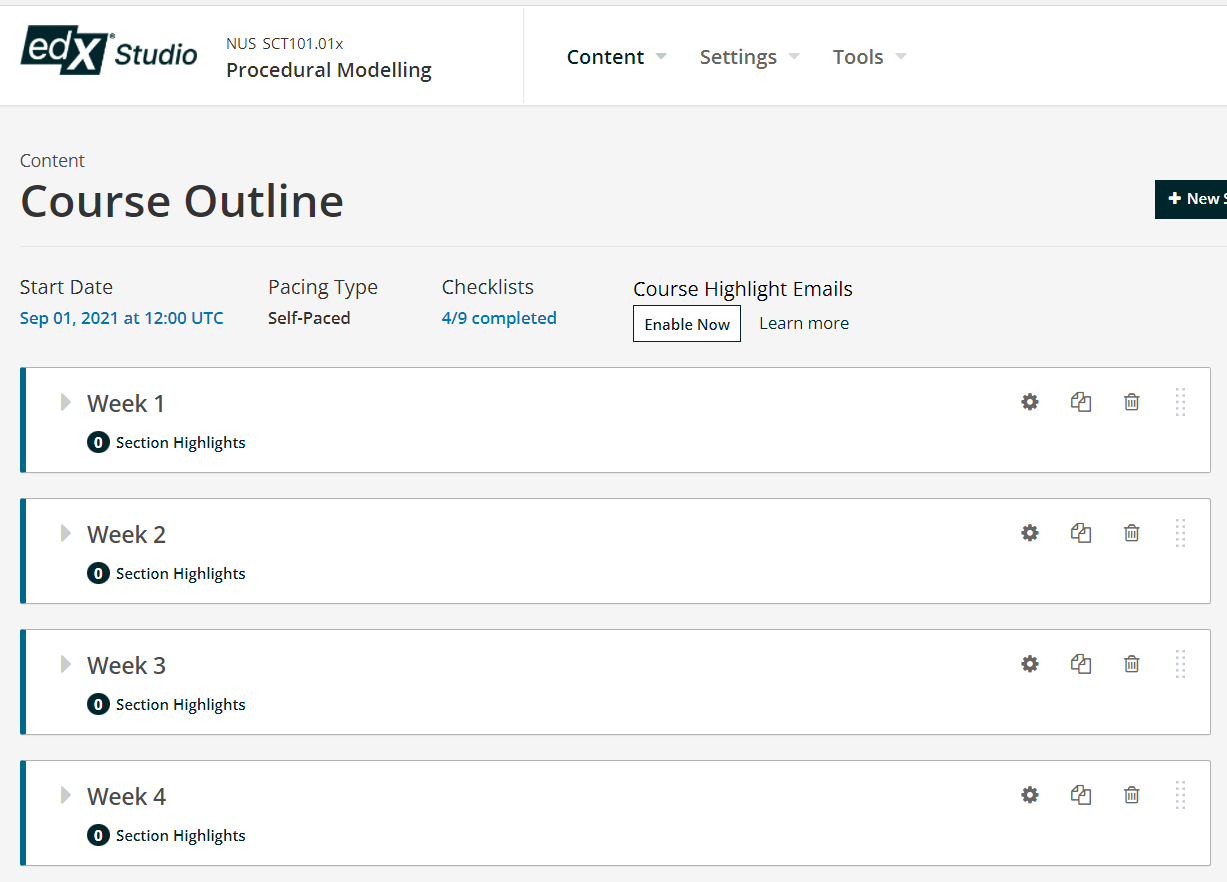 edX® Studio
NUS SCT101.01x
Procedural Modelling
Content
Settings
Tools
Content
Course Outline
+ New S
Start Date
Sep 01, 2021 at 12:00 UTC
Pacing Type
Self-Paced
Checklists
4/9 completed
Course Highlight Emails
Enable Now
Learn more
Week 1
0 Section Highlights
Week 2
0 Section Highlights
Week 3
0 Section Highlights
Week 4
0 Section Highlights